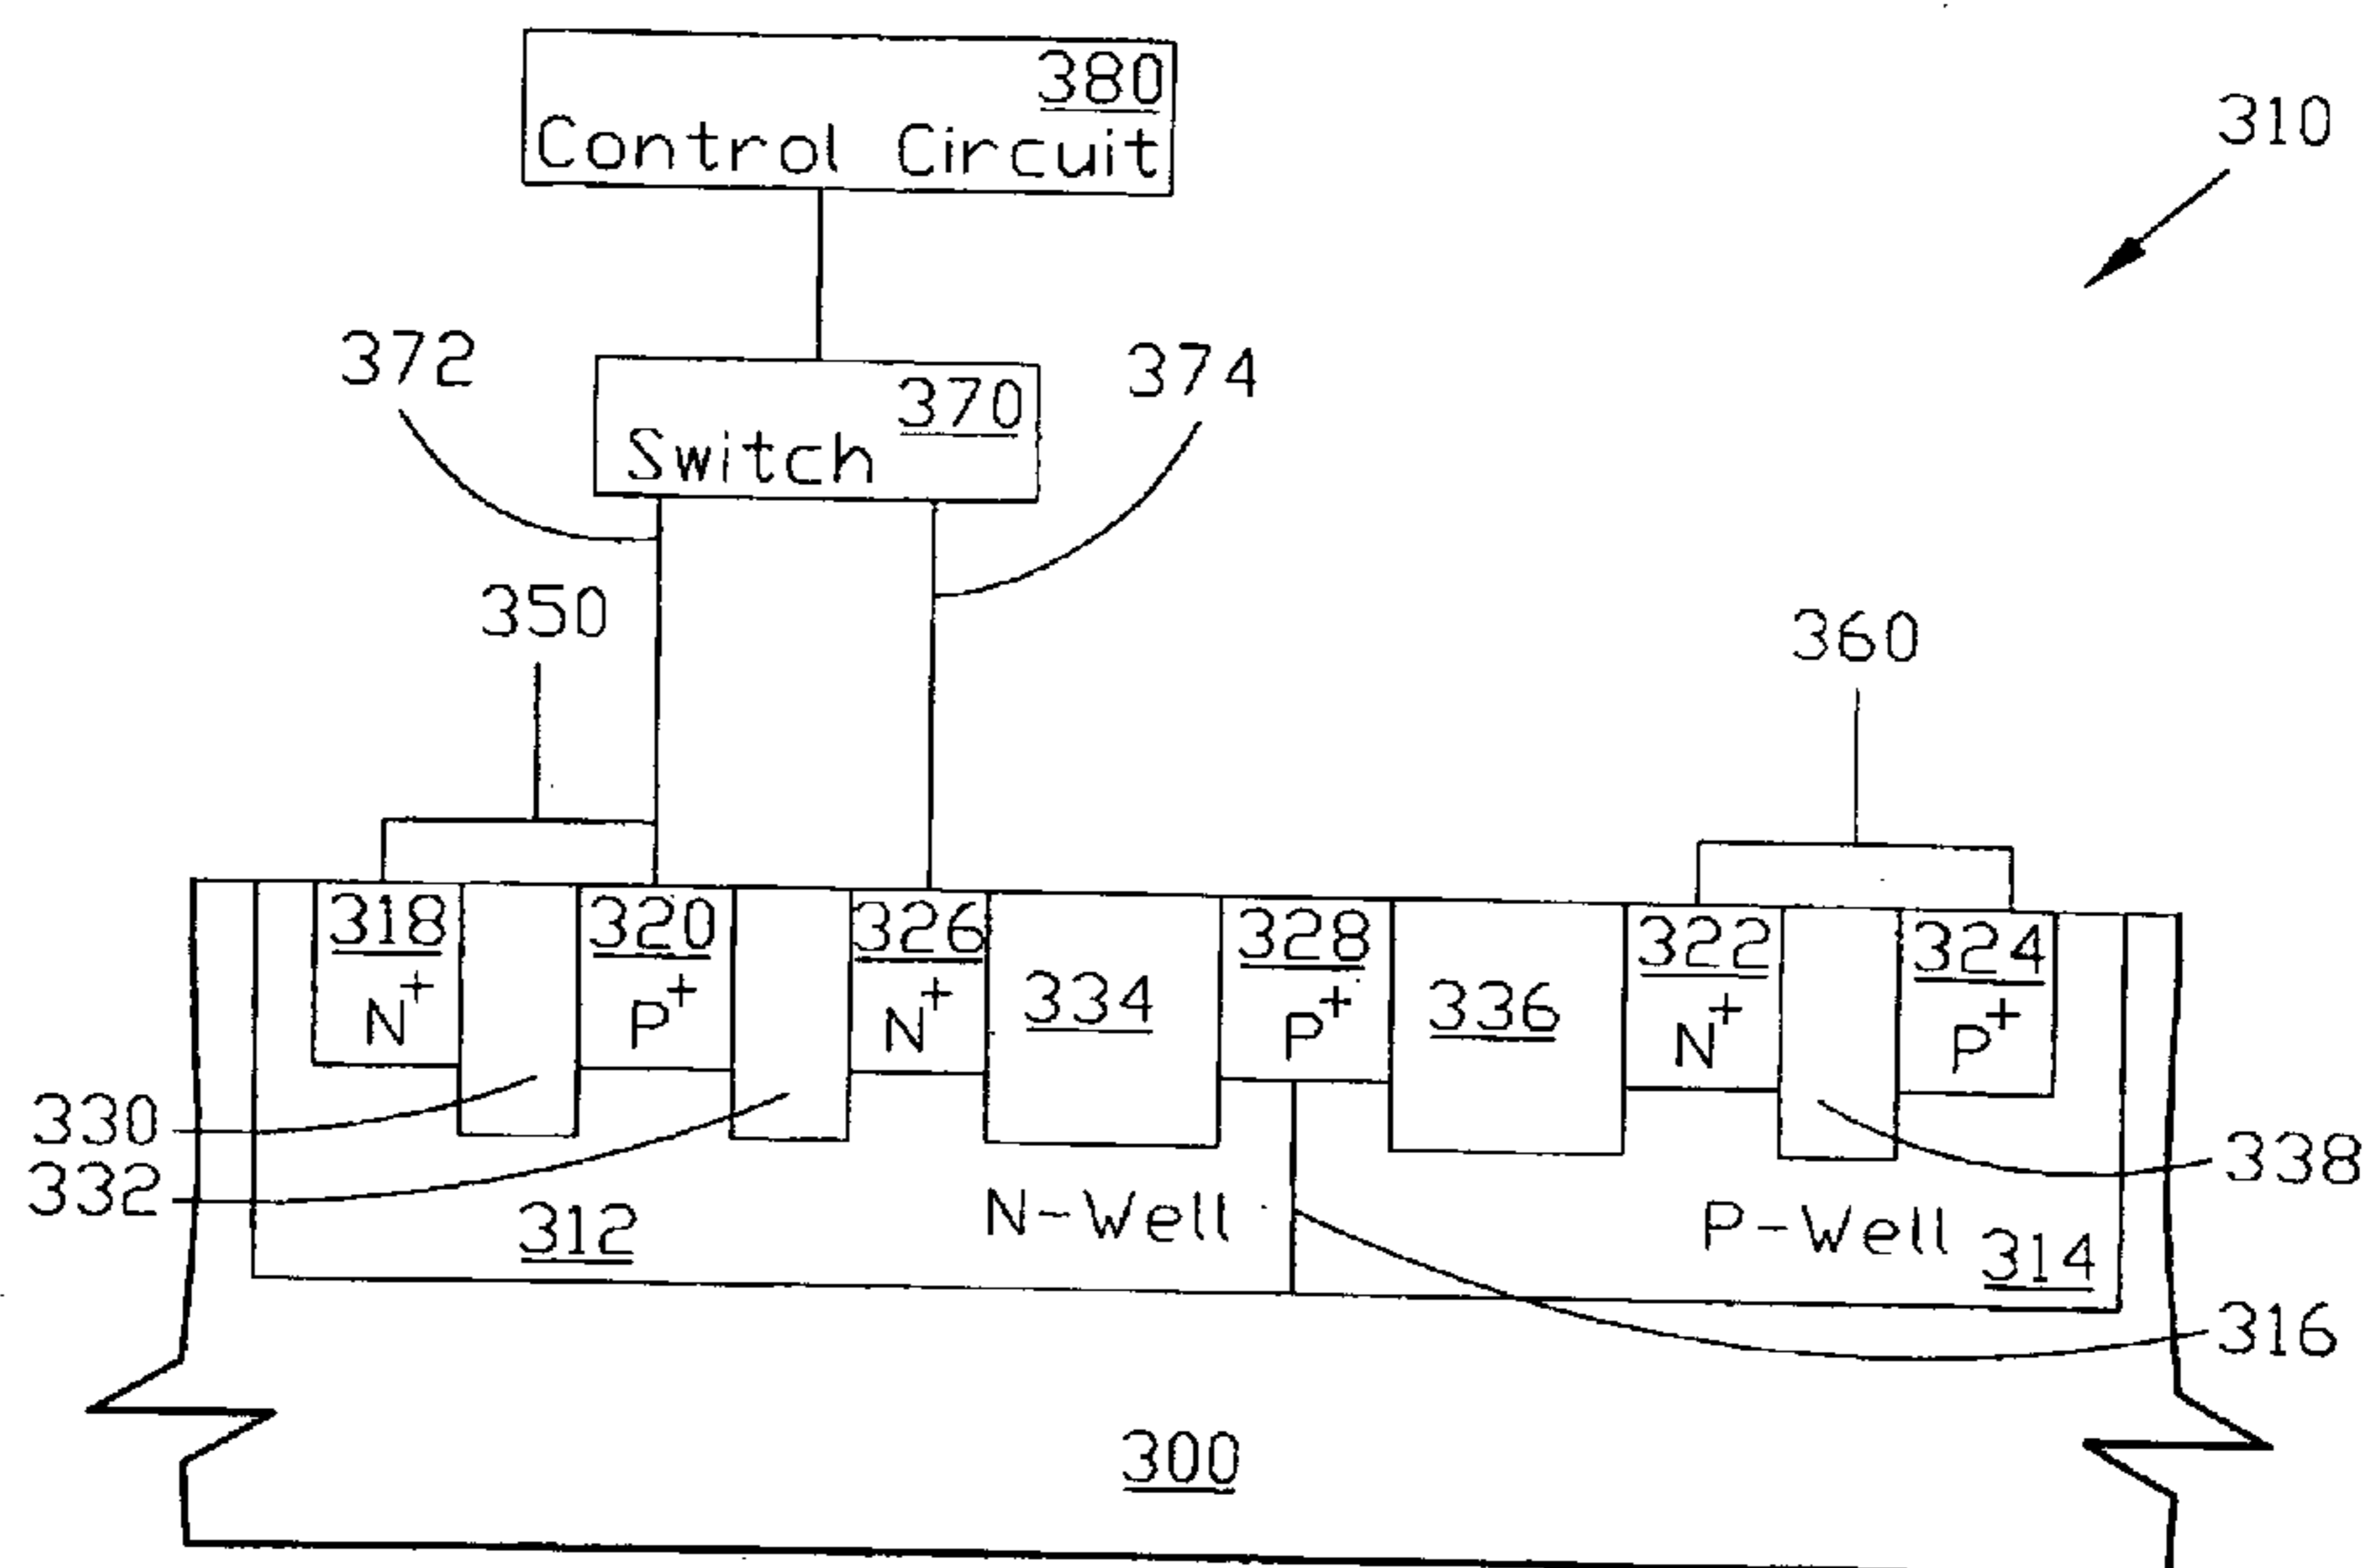 380
Control Circuit
310
372
370
374
Switch
350
360
318
320
326
328
322
324
N+
P+
N+
334
P+
336
N+
P+
330
332
338
312
N-Well
P-Well
314
316
300